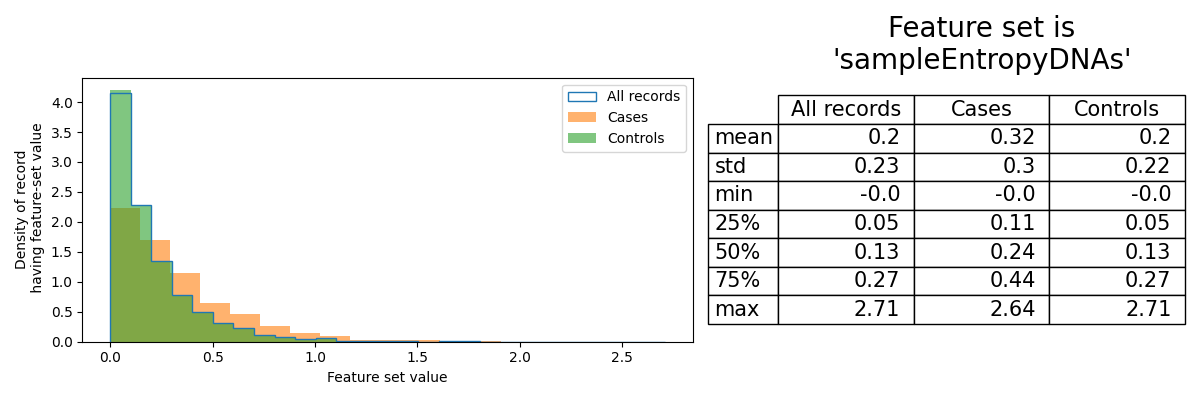 Feature set is
'sampleEntropyDNAs'
All records
Cases
Controls
4.0
3.5
3.0
2.5
2.0
1.5
1.0
0.5
0.0
Density of record
having feature-set value
0.0 0.5 1.0 1.5 2.0 2.5
Feature set value
All records Cases Controls
mean 0.2 0.32 0.2
std 0.23 0.3 0.22
min -0.0 -0.0 -0.0
25% 0.05 0.11 0.05
50% 0.13 0.24 0.13
75% 0.27 0.44 0.27
max 2.71 2.64 2.71